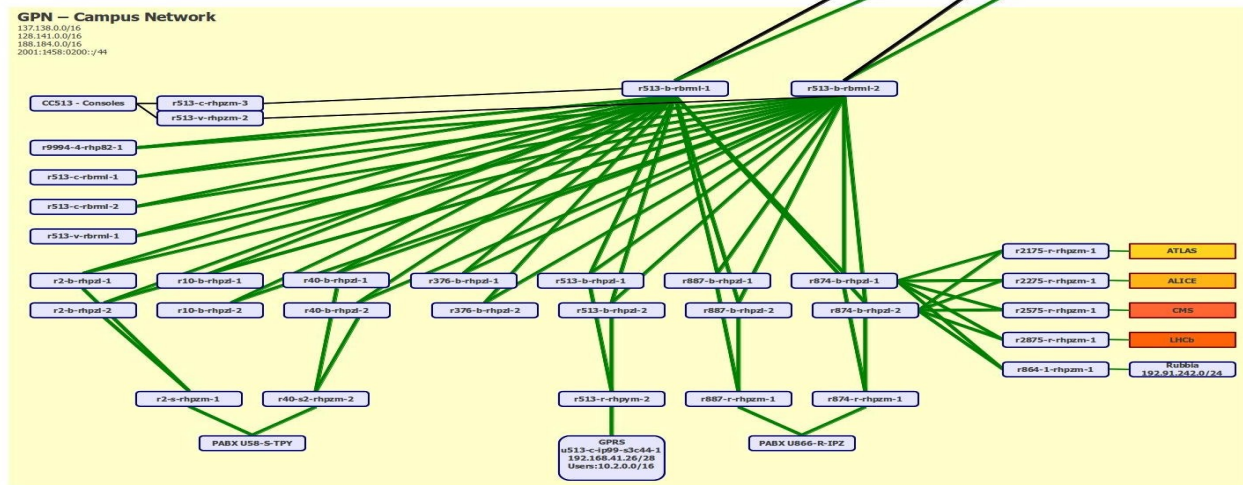 GPN – Campus Network
137.138.0.0/16
128.141.0.0/16
188.184.0.0/16
2001:1458:0200::/44
r513-b-rbrml-1
r513-b-rbrml-2
CC513 - Consoles
r513-c-rhpzm-3
r513-v-rhpzm-2
r9994-4-rhp82-1
r513-c-rbrml-1
r513-c-rbrml-2
r513-v-rbrml-1
r2175-r-rhpzm-1
ATLAS
r2-b-rhpzl-1
r10-b-rhpzl-1
r40-b-rhpzl-1
r376-b-rhpzl-1
r513-b-rhpzl-1
r887-b-rhpzl-1
r874-b-rhpzl-1
r2275-r-rhpzm-1
ALICE
r2-b-rhpzl-2
r10-b-rhpzl-2
r40-b-rhpzl-2
r376-b-rhpzl-2
r513-b-rhpzl-2
r887-b-rhpzl-2
r874-b-rhpzl-2
r2575-r-rhpzm-1
CMS
r2875-r-rhpzm-1
LHCb
r864-1-rhpzm-1
Rubbia
192.91.242.0/24
r2-s-rhpzm-1
r40-s2-rhpzm-2
r513-r-rhpym-2
r887-r-rhpzm-1
r874-r-rhpzm-1
PABX U58-S-TPY
GPRS
u513-c-ip99-s3c44-1
192.168.41.26/28
Users:10.2.0.0/16
PABX U866-R-IPZ